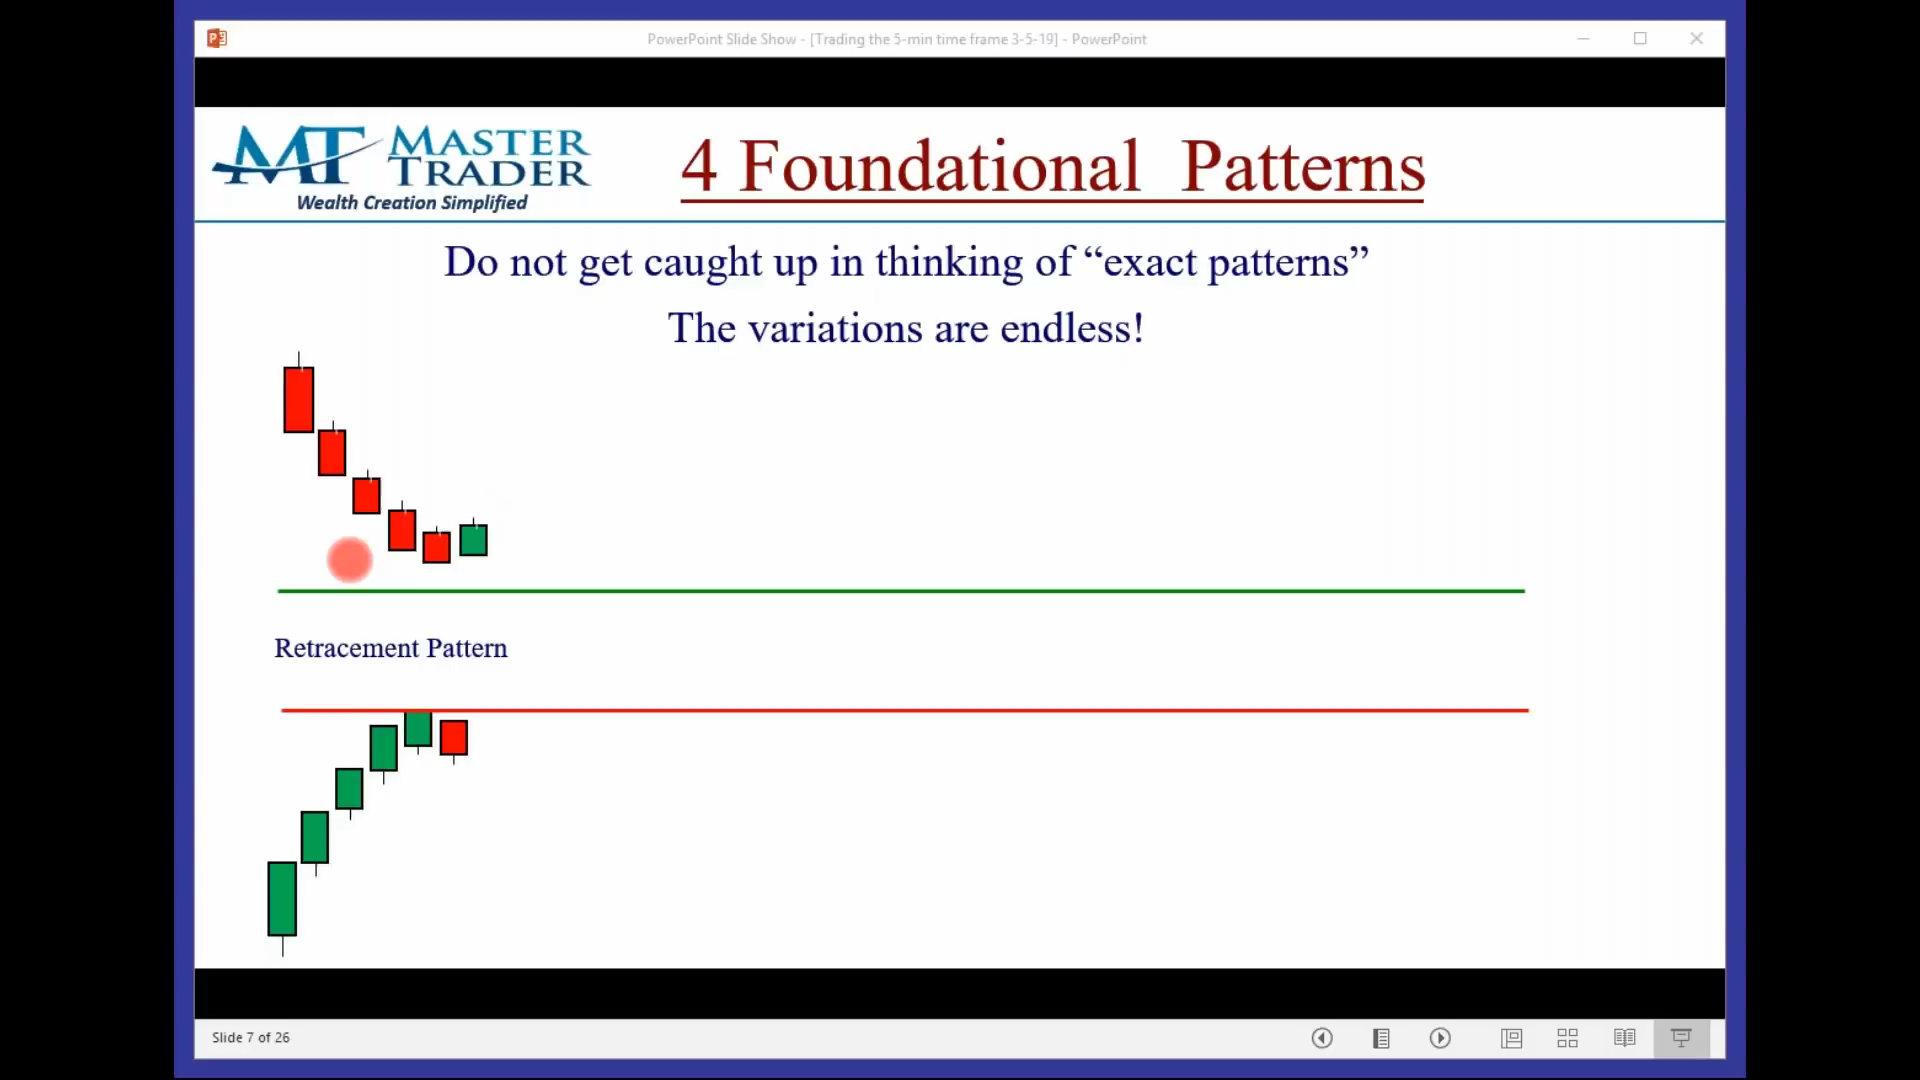 PowerPoint Slide Show - [Trading the 5-min time frame 3-5-19] - PowerPoint
MT MASTER TRADER
Wealth Creation Simplified
4 Foundational Patterns
Do not get caught up in thinking of “exact patterns”
The variations are endless!
Retracement Pattern
Slide 7 of 26